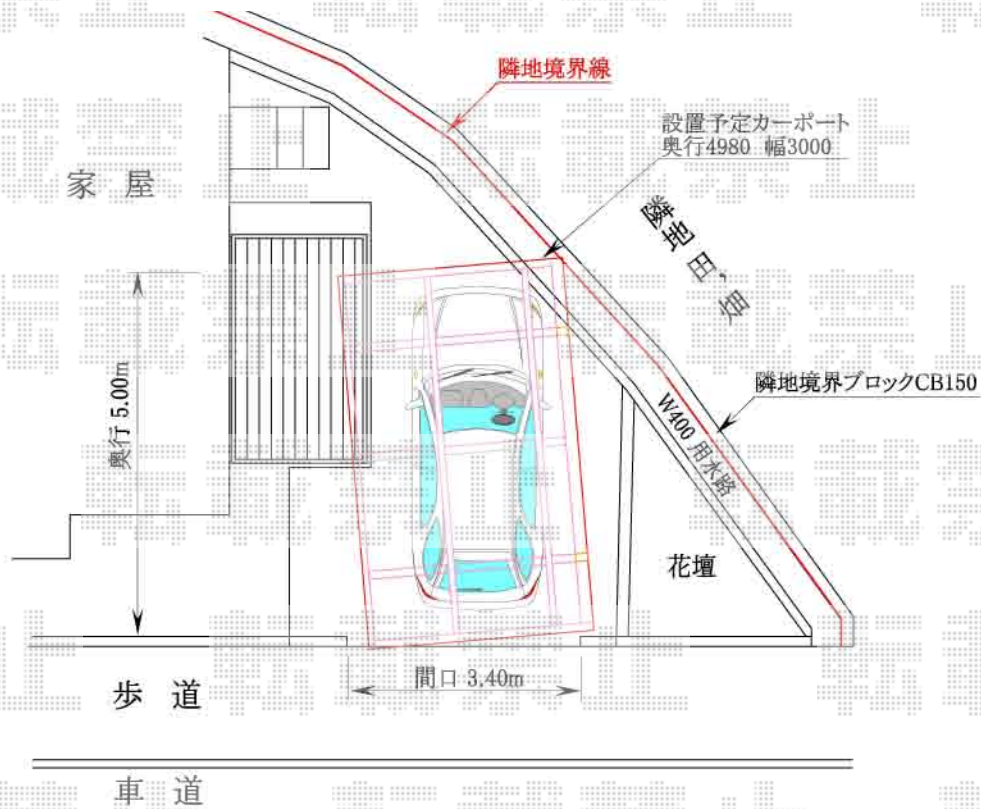 隣地境界線
設置予定カーポート
奥行4980 幅3000
家 屋
隣地 田,畑
奥行 5.00m
隣地境界ブロックCB150
W400 用水路
花壇
間口 3.40m
歩 道
車 道